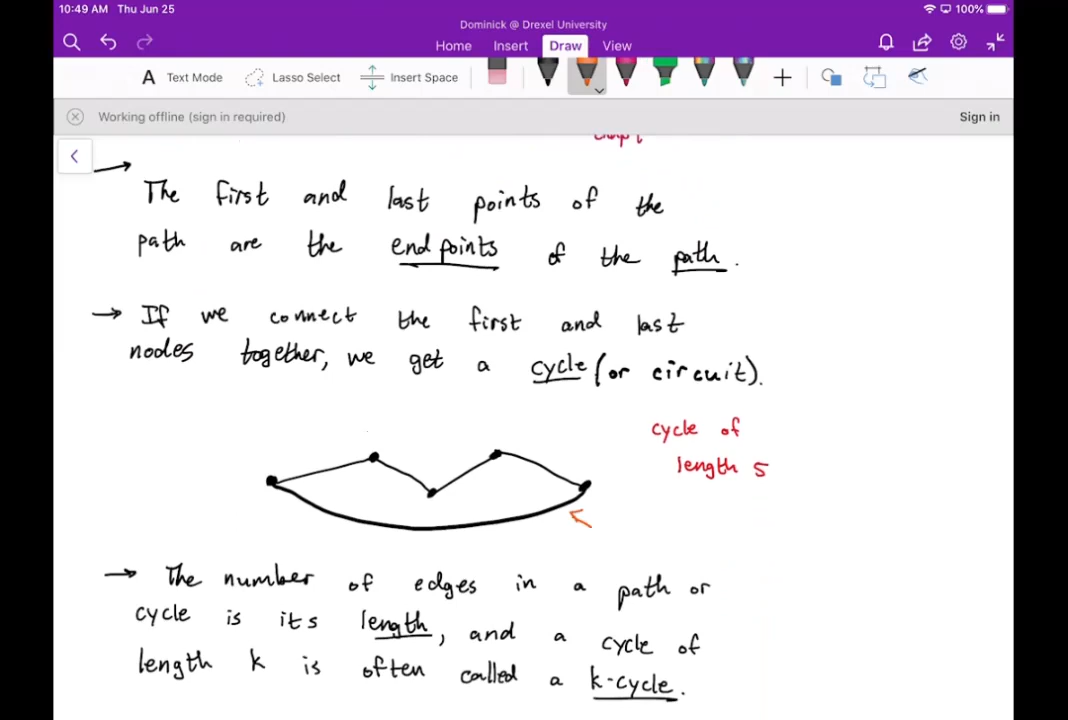 10:49 AM Thu Jun 25
100%
Dominick @ Drexel University
Home Insert Draw View
A Text Mode Lasso Select Insert Space
Working offline (sign in required) Sign in
The first and last points of the
path are the endpoints of the path.
→ If we connect the first and last
nodes together, we get a cycle (or circuit).
cycle of
length 5
→ The number of edges in a path or
cycle is its length, and a cycle of
length k is often called a k-cycle.